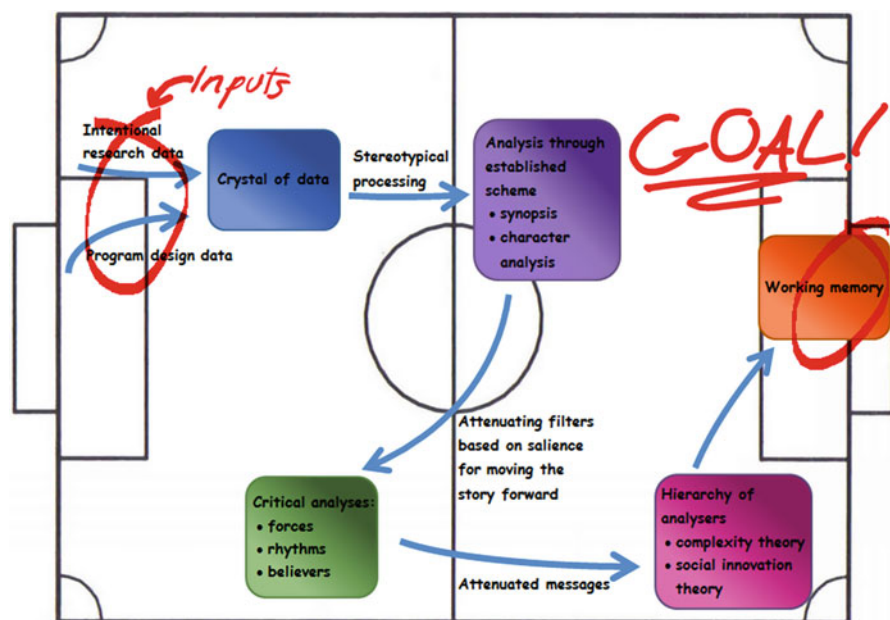 Inputs
GOAL!
Intentional
research data
Program design data
Crystal of data
Stereotypical
processing
Analysis through
established
scheme
• synopsis
• character
analysis
Working memory
Attenuating filters
based on salience
for moving the
story forward
Critical analyses:
• forces
• rhythms
• believers
Attenuated messages
Hierarchy of
analysers
• complexity theory
• social innovation
theory